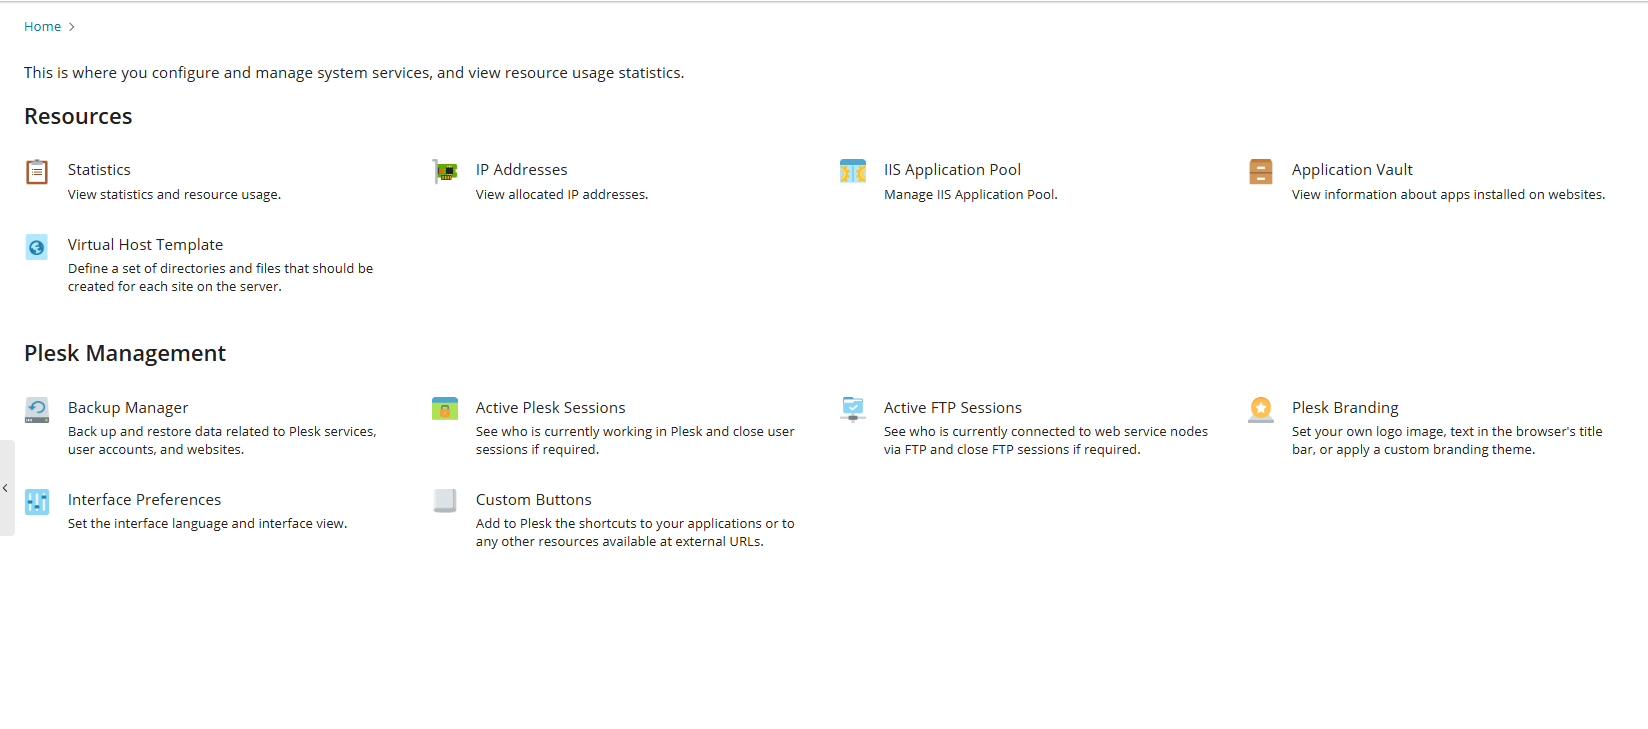 Home
This is where you configure and manage system services, and view resource usage statistics.
Resources
Statistics
View statistics and resource usage.
IP Addresses
View allocated IP addresses.
IIS Application Pool
Manage IIS Application Pool.
Application Vault
View information about apps installed on websites.
Virtual Host Template
Define a set of directories and files that should be
created for each site on the server.
Plesk Management
Backup Manager
Back up and restore data related to Plesk services,
user accounts, and websites.
Active Plesk Sessions
See who is currently working in Plesk and close user
sessions if required.
Active FTP Sessions
See who is currently connected to web service nodes
via FTP and close FTP sessions if required.
Plesk Branding
Set your own logo image, text in the browser's title
bar, or apply a custom branding theme.
Interface Preferences
Set the interface language and interface view.
Custom Buttons
Add to Plesk the shortcuts to your applications or to
any other resources available at external URLs.